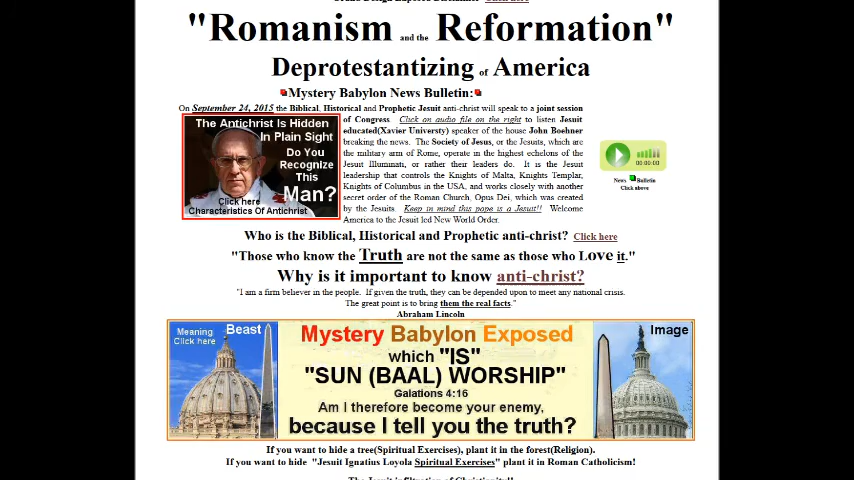 "Romanism and the Reformation"
Deprotestantizing of America
Mystery Babylon News Bulletin:
On September 24, 2015 the Biblical, Historical and Prophetic Jesuit anti-christ will speak to a joint session
of Congress. Click on audio file on the right to listen Jesuit
educated(Xavier Universty) speaker of the house John Boehner
breaking the news. The Society of Jesus, or the Jesuits, which are
the military arm of Rome, operate in the highest echelons of the
Jesuit Illuminati, or rather their leaders do. It is the Jesuit
leadership that controls the Knights of Malta, Knights Templar,
Knights of Columbus in the USA, and works closely with another
secret order of the Roman Church, Opus Dei, which was created
by the Jesuits. Keep in mind this pope is a Jesuit!! Welcome
America to the Jesuit led New World Order.
The Antichrist Is Hidden
In Plain Sight
Do You
Recognize
This
Man?
Click here
Characteristics Of Antichrist
00:00:00
News Bulletin
Click above
Who is the Biblical, Historical and Prophetic anti-christ? Click here
"Those who know the Truth are not the same as those who Love it."
Why is it important to know anti-christ?
"I am a firm believer in the people. If given the truth, they can be depended upon to meet any national crisis.
The great point is to bring them the real facts."
Abraham Lincoln
Meaning: Beast
Click here
Mystery Babylon Exposed
which "IS"
"SUN (BAAL) WORSHIP"
Galations 4:16
Am I therefore become your enemy,
because I tell you the truth?
Image
If you want to hide a tree(Spiritual Exercises), plant it in the forest(Religion).
If you want to hide "Jesuit Ignatius Loyola Spiritual Exercises" plant it in Roman Catholicism!